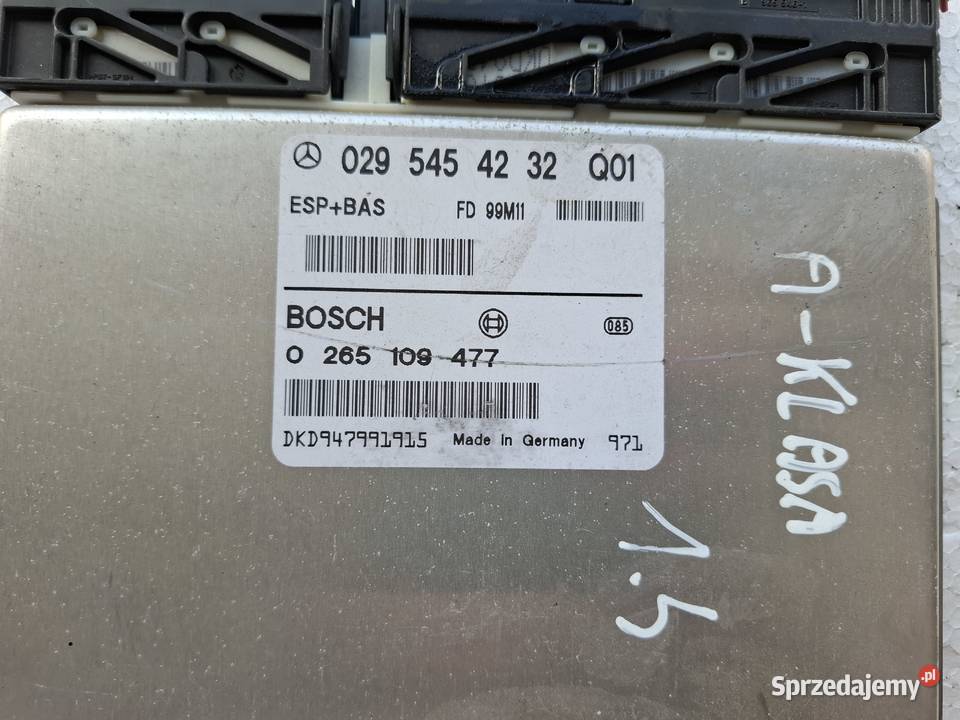 029 545 42 32 Q01
ESP+BAS FD 99M11
BOSCH
085
0 265 109 477
DKD947991915 Made in Germany 971
A-KLASA
1.4
Sprzedajemy.pl